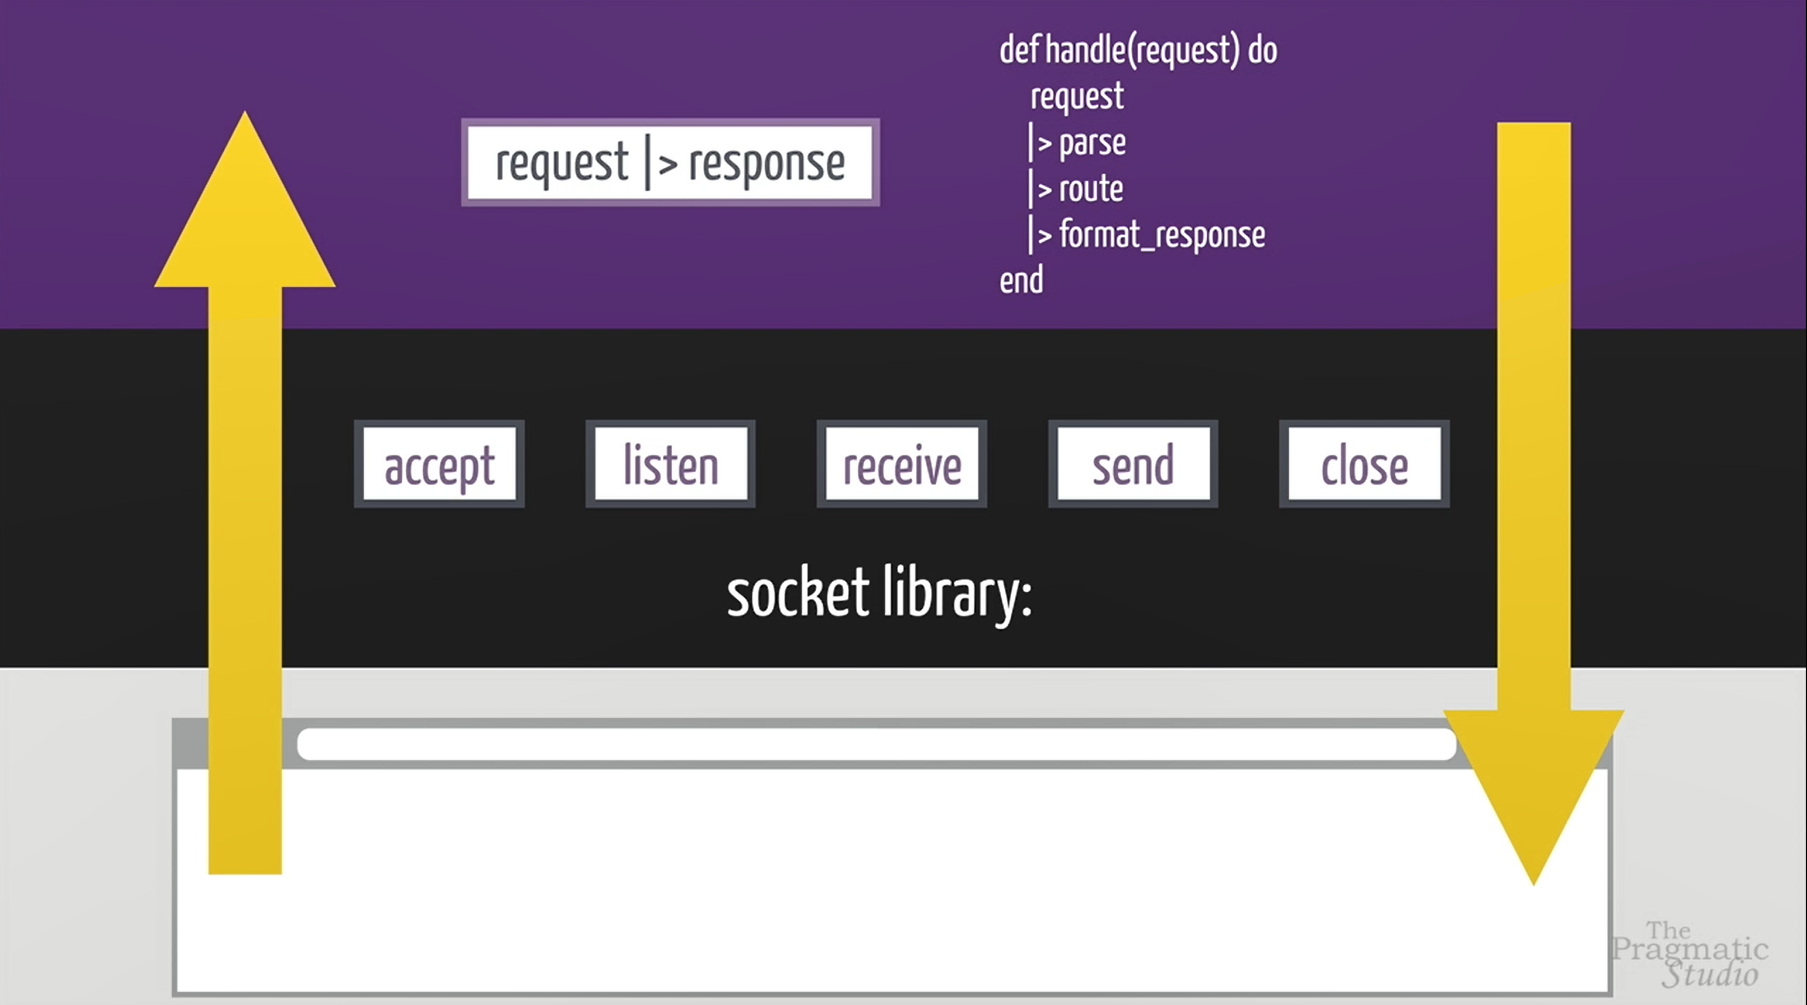 request |> response
def handle(request) do
request
|> parse
|> route
|> format_response
end
accept
listen
receive
send
close
socket library:
The
Pragmatic
Studio